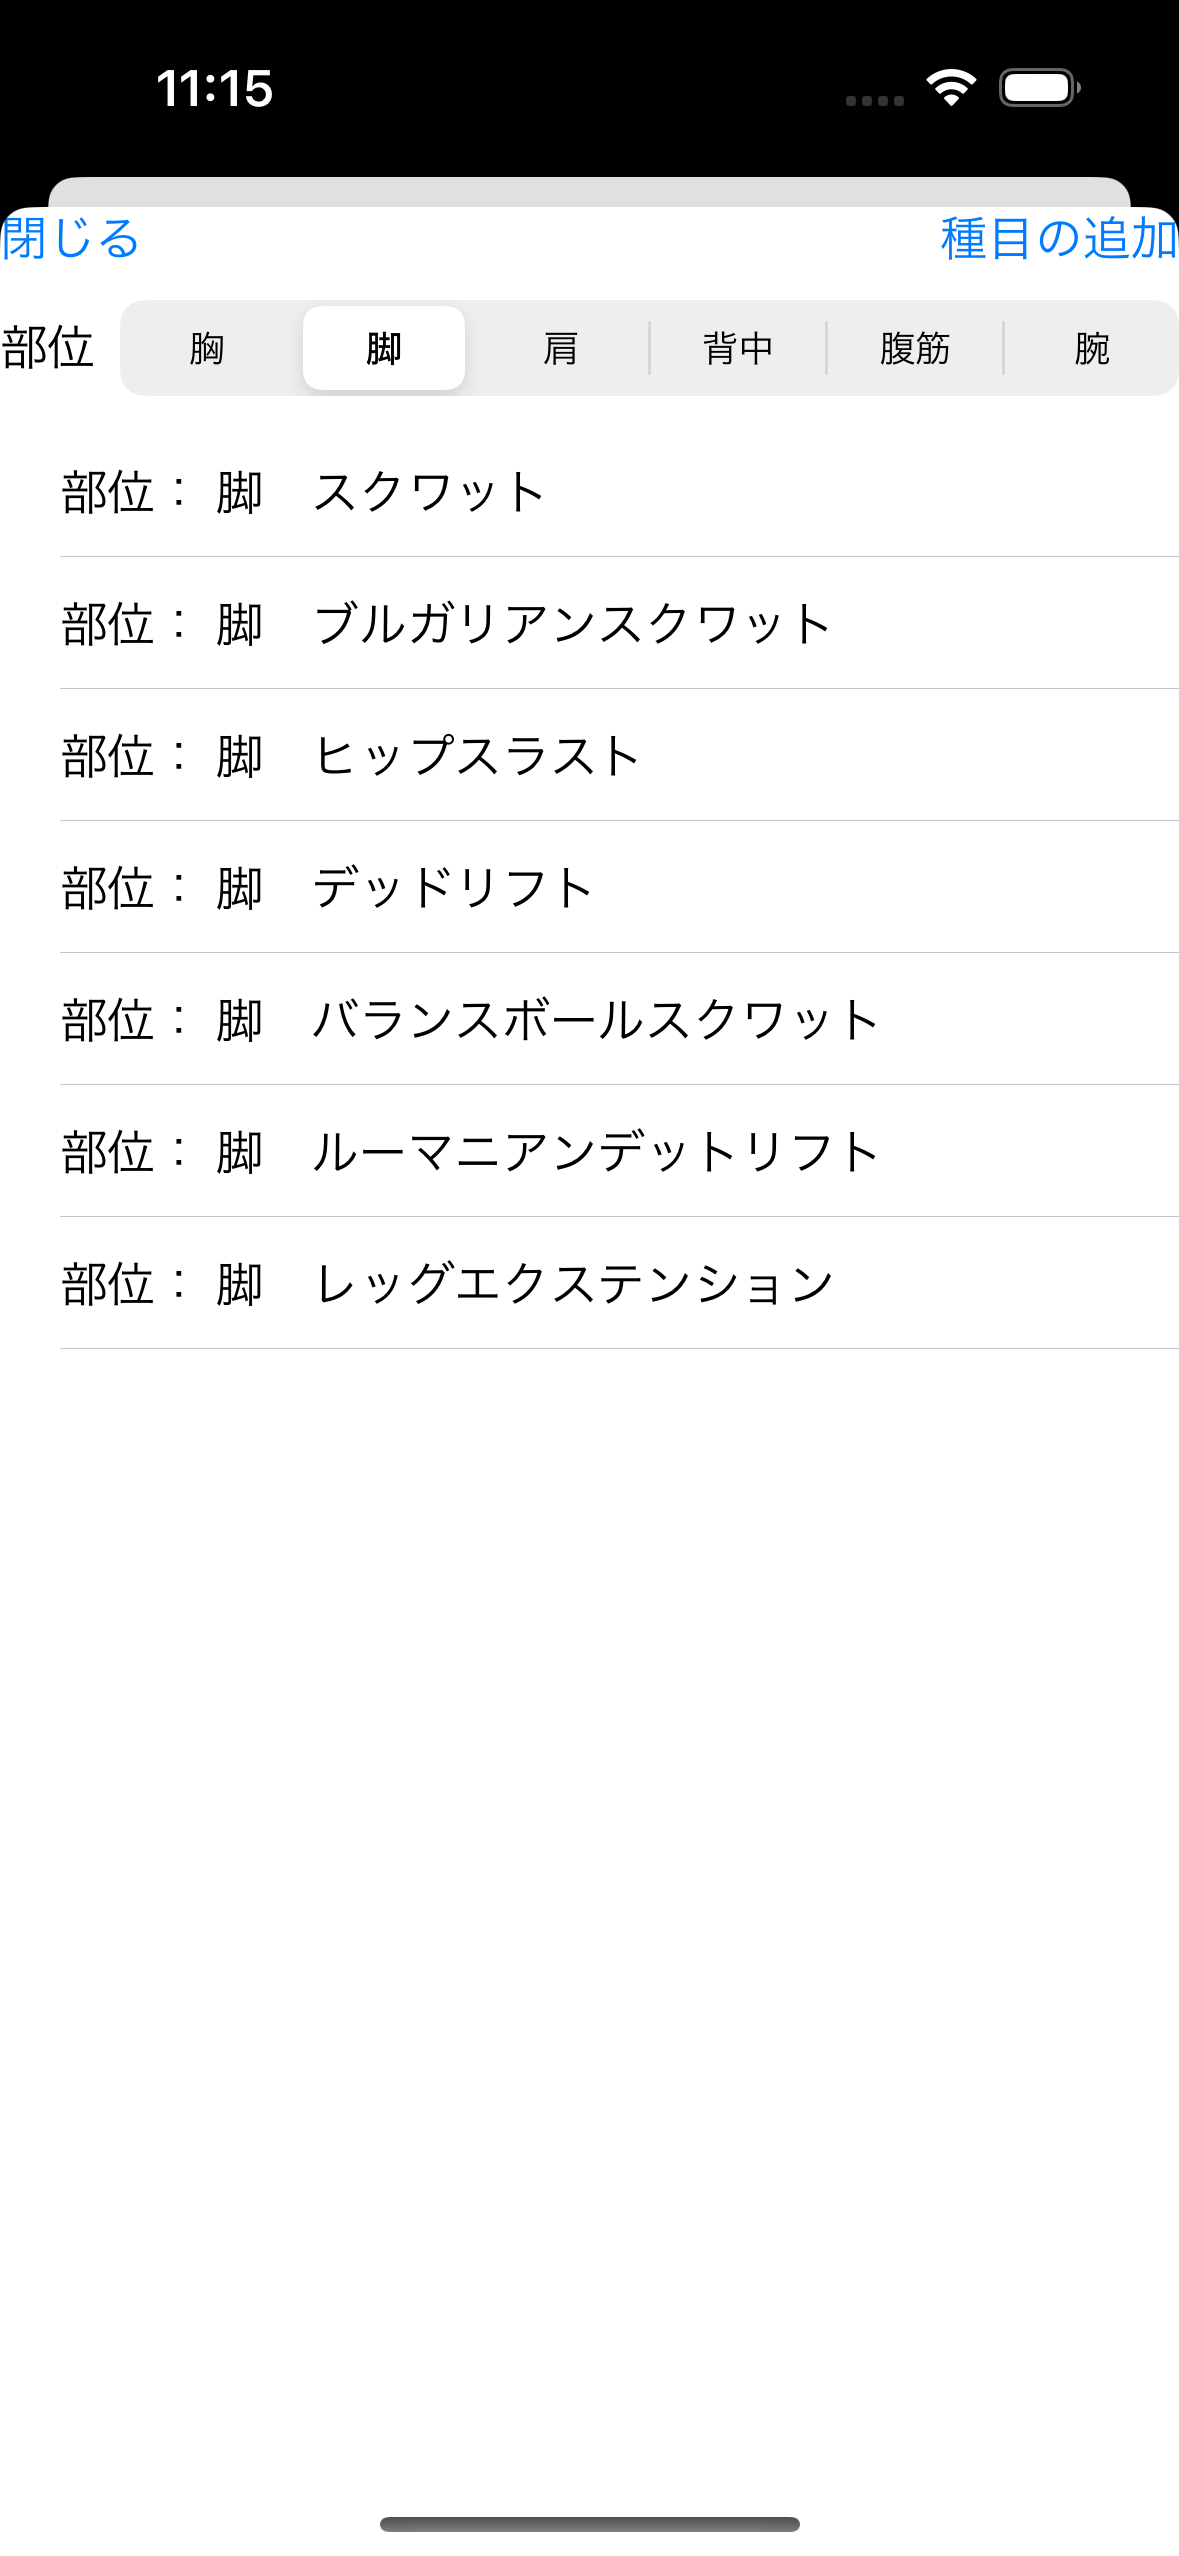 11:15
閉じる 種目の追加
部位 胸 脚 肩 背中 腹筋 腕
部位： 脚　スクワット
部位： 脚　ブルガリアンスクワット
部位： 脚　ヒップスラスト
部位： 脚　デッドリフト
部位： 脚　バランスボールスクワット
部位： 脚　ルーマニアンデットリフト
部位： 脚　レッグエクステンション